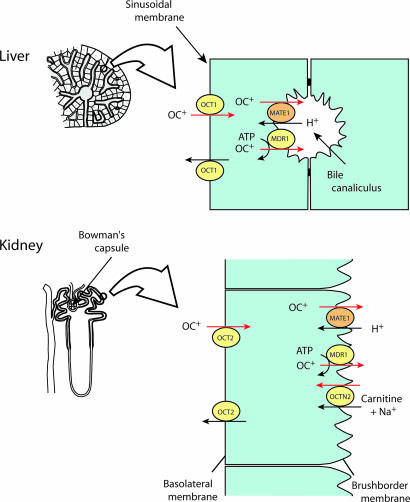 Sinusoidal
membrane
Liver
OCT1
OC⁺
OCT1
OC⁺
MATE1
H⁺
ATP
MDR1
OC⁺
Bile
canaliculus
Kidney
Bowman's
capsule
OC⁺
OCT2
OCT2
OC⁺
MATE1
H⁺
ATP
MDR1
OC⁺
OCTN2
Carnitine
+ Na⁺
Basolateral
membrane
Brushborder
membrane